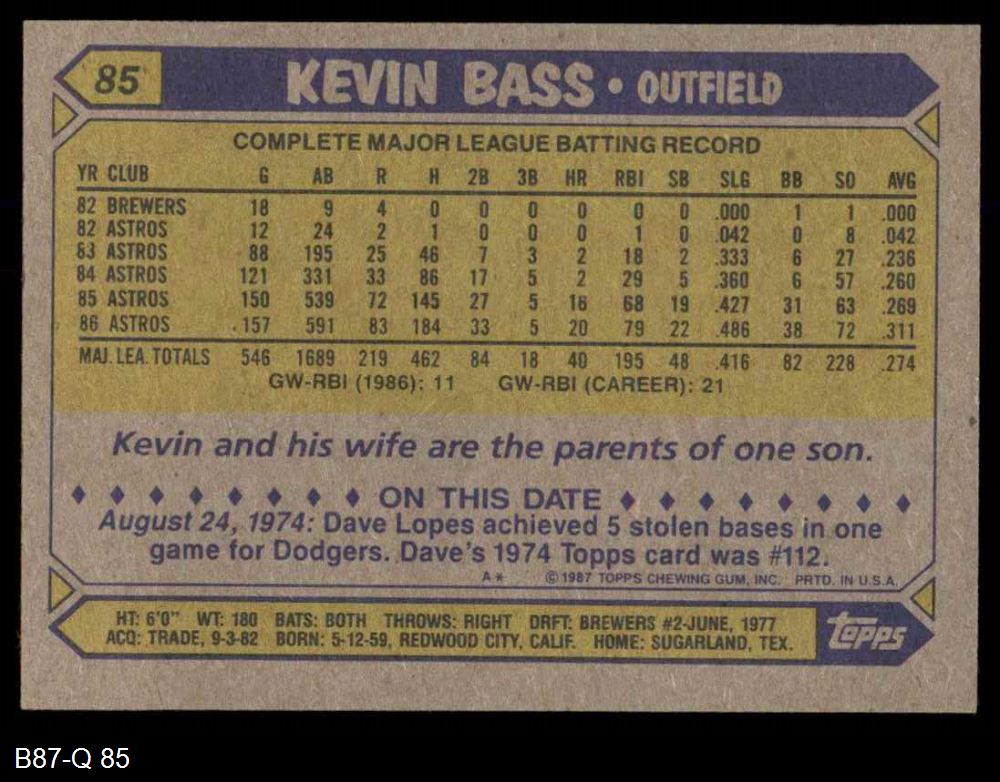 85 KEVIN BASS • OUTFIELD
COMPLETE MAJOR LEAGUE BATTING RECORD
YR CLUB G AB R H 2B 3B HR RBI SB SLG BB SO AVG
82 BREWERS 18 9 4 0 0 0 0 0 0 .000 1 1 .000
82 ASTROS 12 24 2 1 0 0 0 1 0 .042 0 8 .042
83 ASTROS 88 195 25 46 7 3 2 18 2 .333 6 27 .236
84 ASTROS 121 331 33 86 17 5 2 29 5 .360 6 57 .260
85 ASTROS 150 539 72 145 27 5 16 68 19 .427 31 63 .269
86 ASTROS 157 591 83 184 33 5 20 79 22 .486 38 72 .311
MAJ. LEA. TOTALS 546 1689 219 462 84 18 40 195 48 .416 82 228 .274
GW-RBI (1986): 11 GW-RBI (CAREER): 21
Kevin and his wife are the parents of one son.
♦ ♦ ♦ ♦ ♦ ♦ ♦ ♦ ON THIS DATE ♦ ♦ ♦ ♦ ♦ ♦ ♦ ♦
August 24, 1974: Dave Lopes achieved 5 stolen bases in one
game for Dodgers. Dave's 1974 Topps card was #112.
A* © 1987 TOPPS CHEWING GUM, INC. PRTD. IN U.S.A.
HT: 6'0" WT: 180 BATS: BOTH THROWS: RIGHT DRFT: BREWERS #2-JUNE, 1977
ACQ: TRADE, 9-3-82 BORN: 5-12-59, REDWOOD CITY, CALIF. HOME: SUGARLAND, TEX.
topps
B87-Q 85